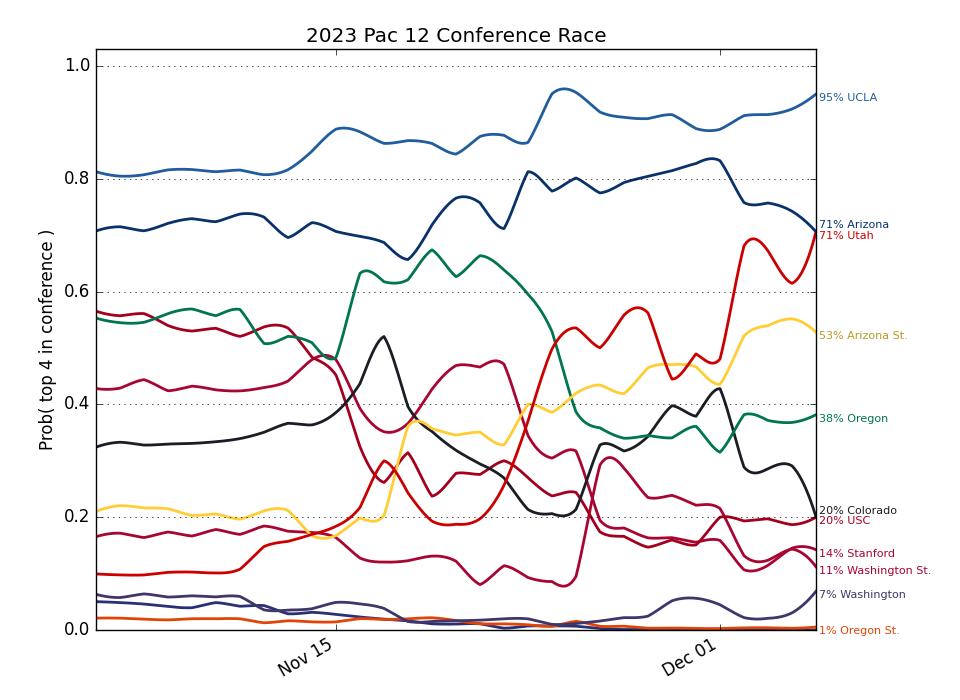 2023 Pac 12 Conference Race
Prob( top 4 in conference )
1.0
0.8
0.6
0.4
0.2
0.0
Nov 15
Dec 01
95% UCLA
71% Arizona
71% Utah
53% Arizona St.
38% Oregon
20% Colorado
20% USC
14% Stanford
11% Washington St.
7% Washington
1% Oregon St.